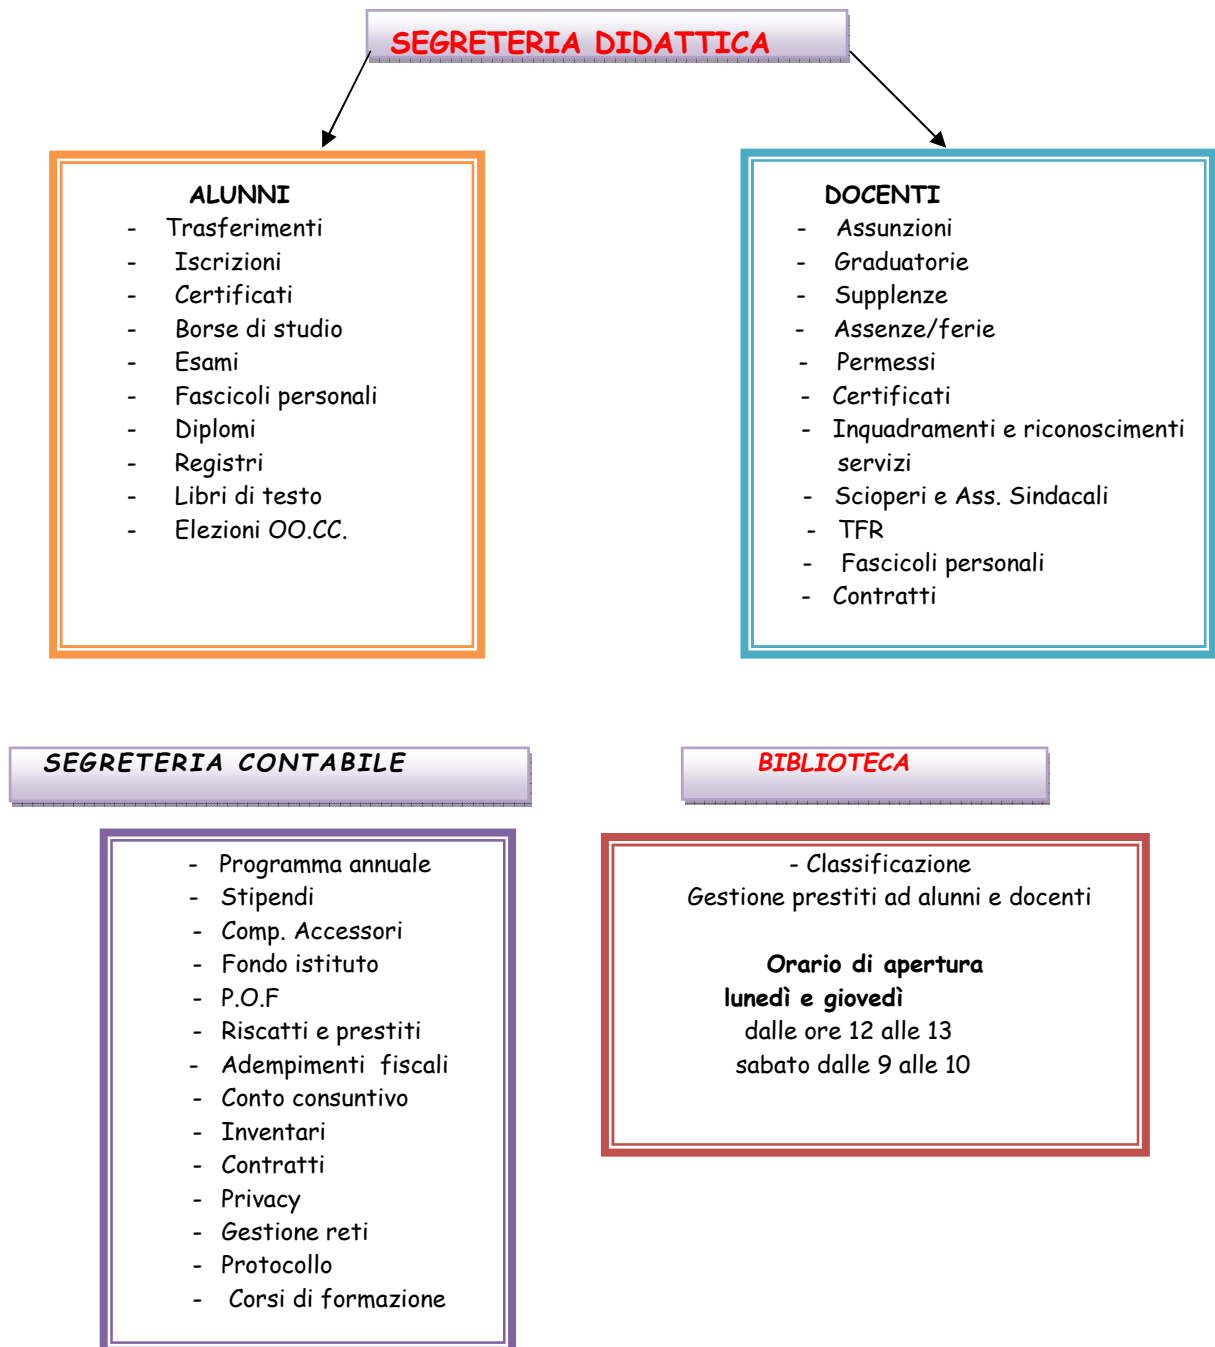 SEGRETERIA DIDATTICA
ALUNNI
- Trasferimenti
- Iscrizioni
- Certificati
- Borse di studio
- Esami
- Fascicoli personali
- Diplomi
- Registri
- Libri di testo
- Elezioni OO.CC.
DOCENTI
- Assunzioni
- Graduatorie
- Supplenze
- Assenze/ferie
- Permessi
- Certificati
- Inquadramenti e riconoscimenti
servizi
- Scioperi e Ass. Sindacali
- TFR
- Fascicoli personali
- Contratti
SEGRETERIA CONTABILE
- Programma annuale
- Stipendi
- Comp. Accessori
- Fondo istituto
- P.O.F
- Riscatti e prestiti
- Adempimenti fiscali
- Conto consuntivo
- Inventari
- Contratti
- Privacy
- Gestione reti
- Protocollo
- Corsi di formazione
BIBLIOTECA
- Classificazione
Gestione prestiti ad alunni e docenti
Orario di apertura
lunedì e giovedì
dalle ore 12 alle 13
sabato dalle 9 alle 10